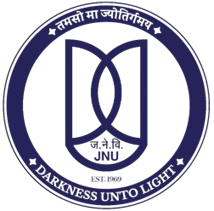 तमसो मा ज्योतिर्गमय
ज.ने.वि.
JNU
EST. 1969
DARKNESS UNTO LIGHT